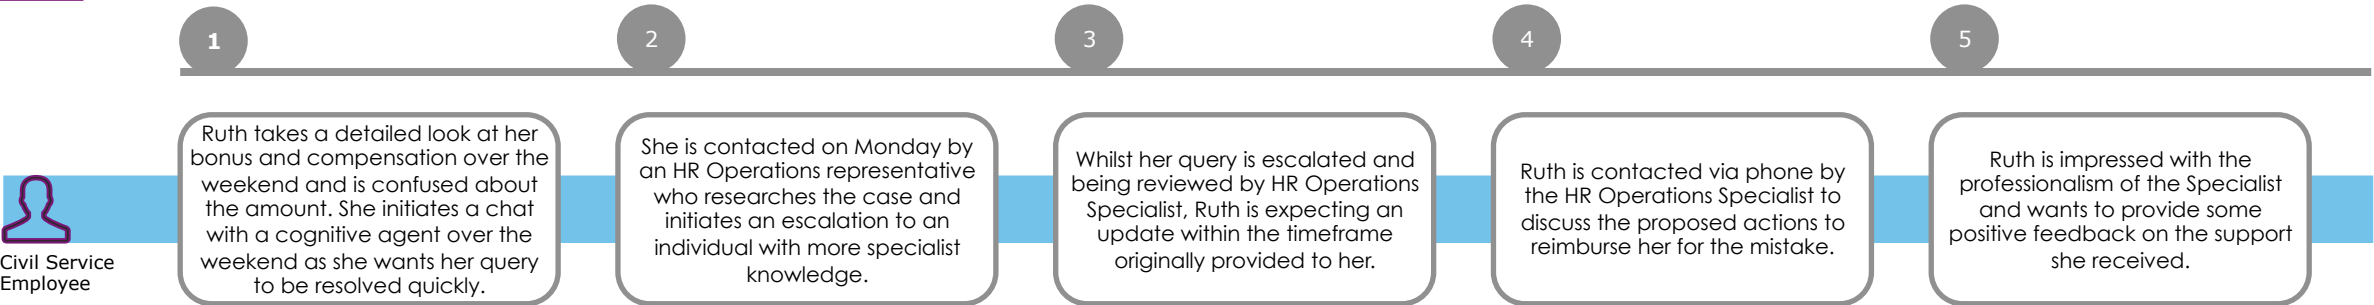 1
2
3
4
5
Civil Service
Employee
Ruth takes a detailed look at her
bonus and compensation over the
weekend and is confused about
the amount. She initiates a chat
with a cognitive agent over the
weekend as she wants her query
to be resolved quickly.
She is contacted on Monday by
an HR Operations representative
who researches the case and
initiates an escalation to an
individual with more specialist
knowledge.
Whilst her query is escalated and
being reviewed by HR Operations
Specialist, Ruth is expecting an
update within the timeframe
originally provided to her.
Ruth is contacted via phone by
the HR Operations Specialist to
discuss the proposed actions to
reimburse her for the mistake.
Ruth is impressed with the
professionalism of the Specialist
and wants to provide some
positive feedback on the support
she received.